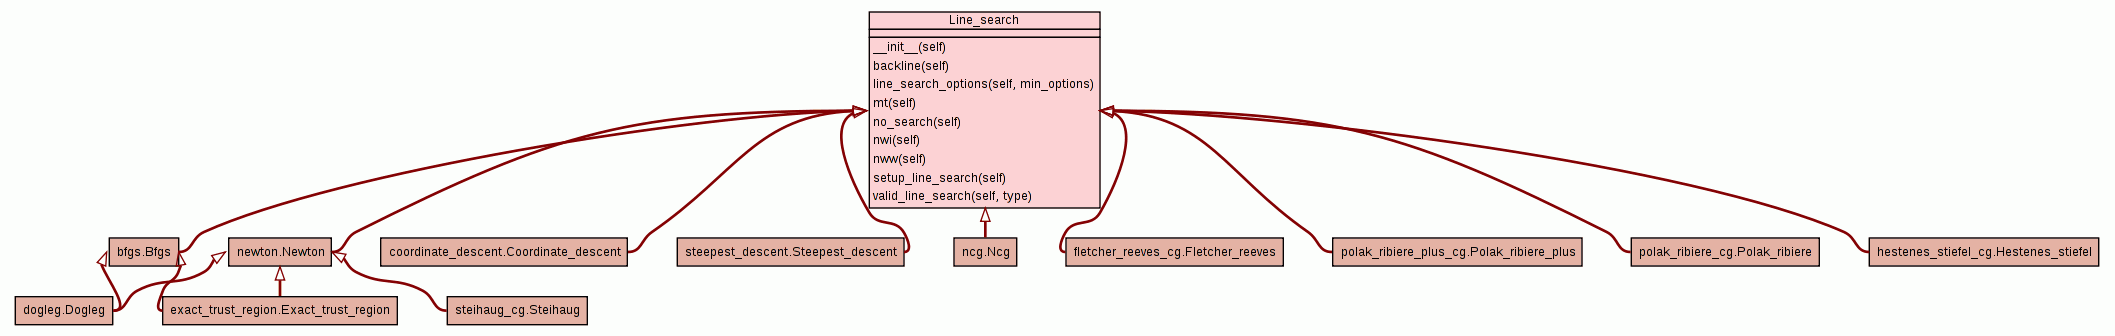 Line_search
__init__(self)
backline(self)
line_search_options(self, min_options)
mt(self)
no_search(self)
nwi(self)
nww(self)
setup_line_search(self)
valid_line_search(self, type)
bfgs.Bfgs
newton.Newton
coordinate_descent.Coordinate_descent
steepest_descent.Steepest_descent
ncg.Ncg
fletcher_reeves_cg.Fletcher_reeves
polak_ribiere_plus_cg.Polak_ribiere_plus
polak_ribiere_cg.Polak_ribiere
hestenes_stiefel_cg.Hestenes_stiefel
dogleg.Dogleg
exact_trust_region.Exact_trust_region
steihaug_cg.Steihaug